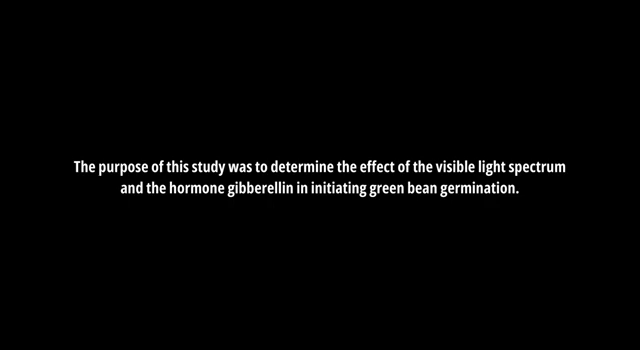 The purpose of this study was to determine the effect of the visible light spectrum
and the hormone gibberellin in initiating green bean germination.